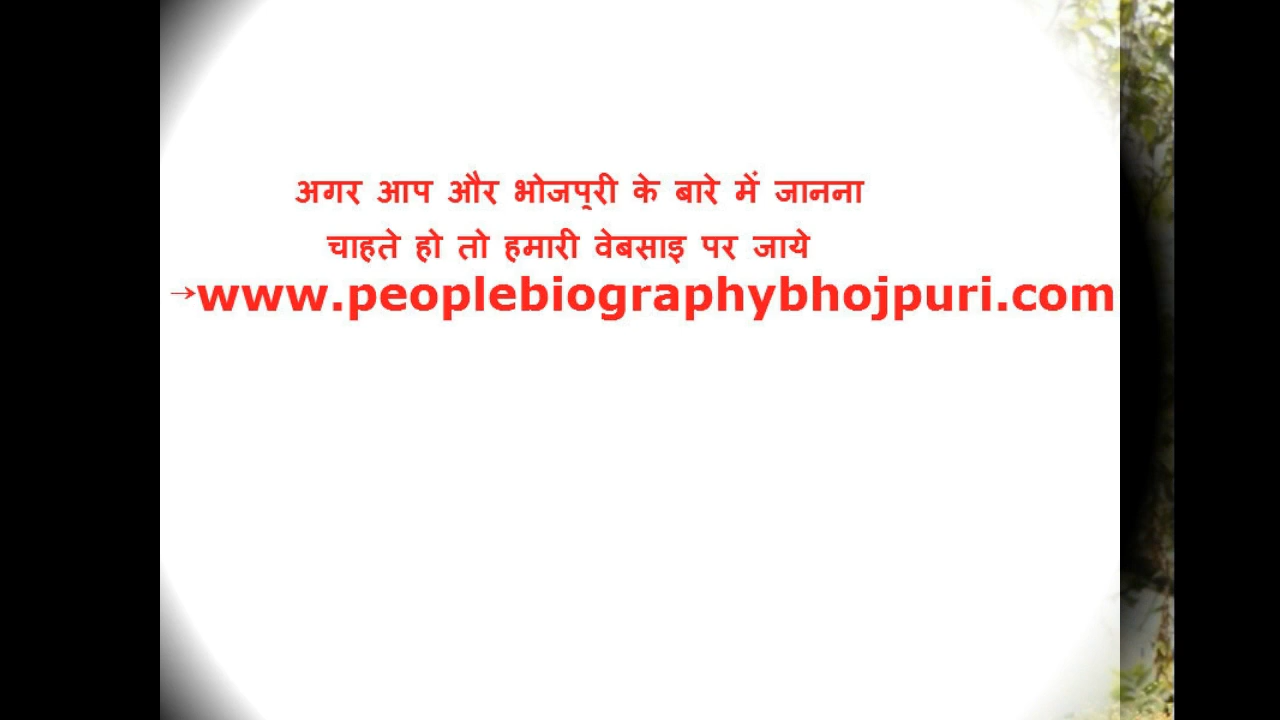 अगर आप और भोजपूरी के बारे में जानना
चाहते हो तो हमारी वेबसाइ पर जाये
→www.peoplebiographybhojpuri.com